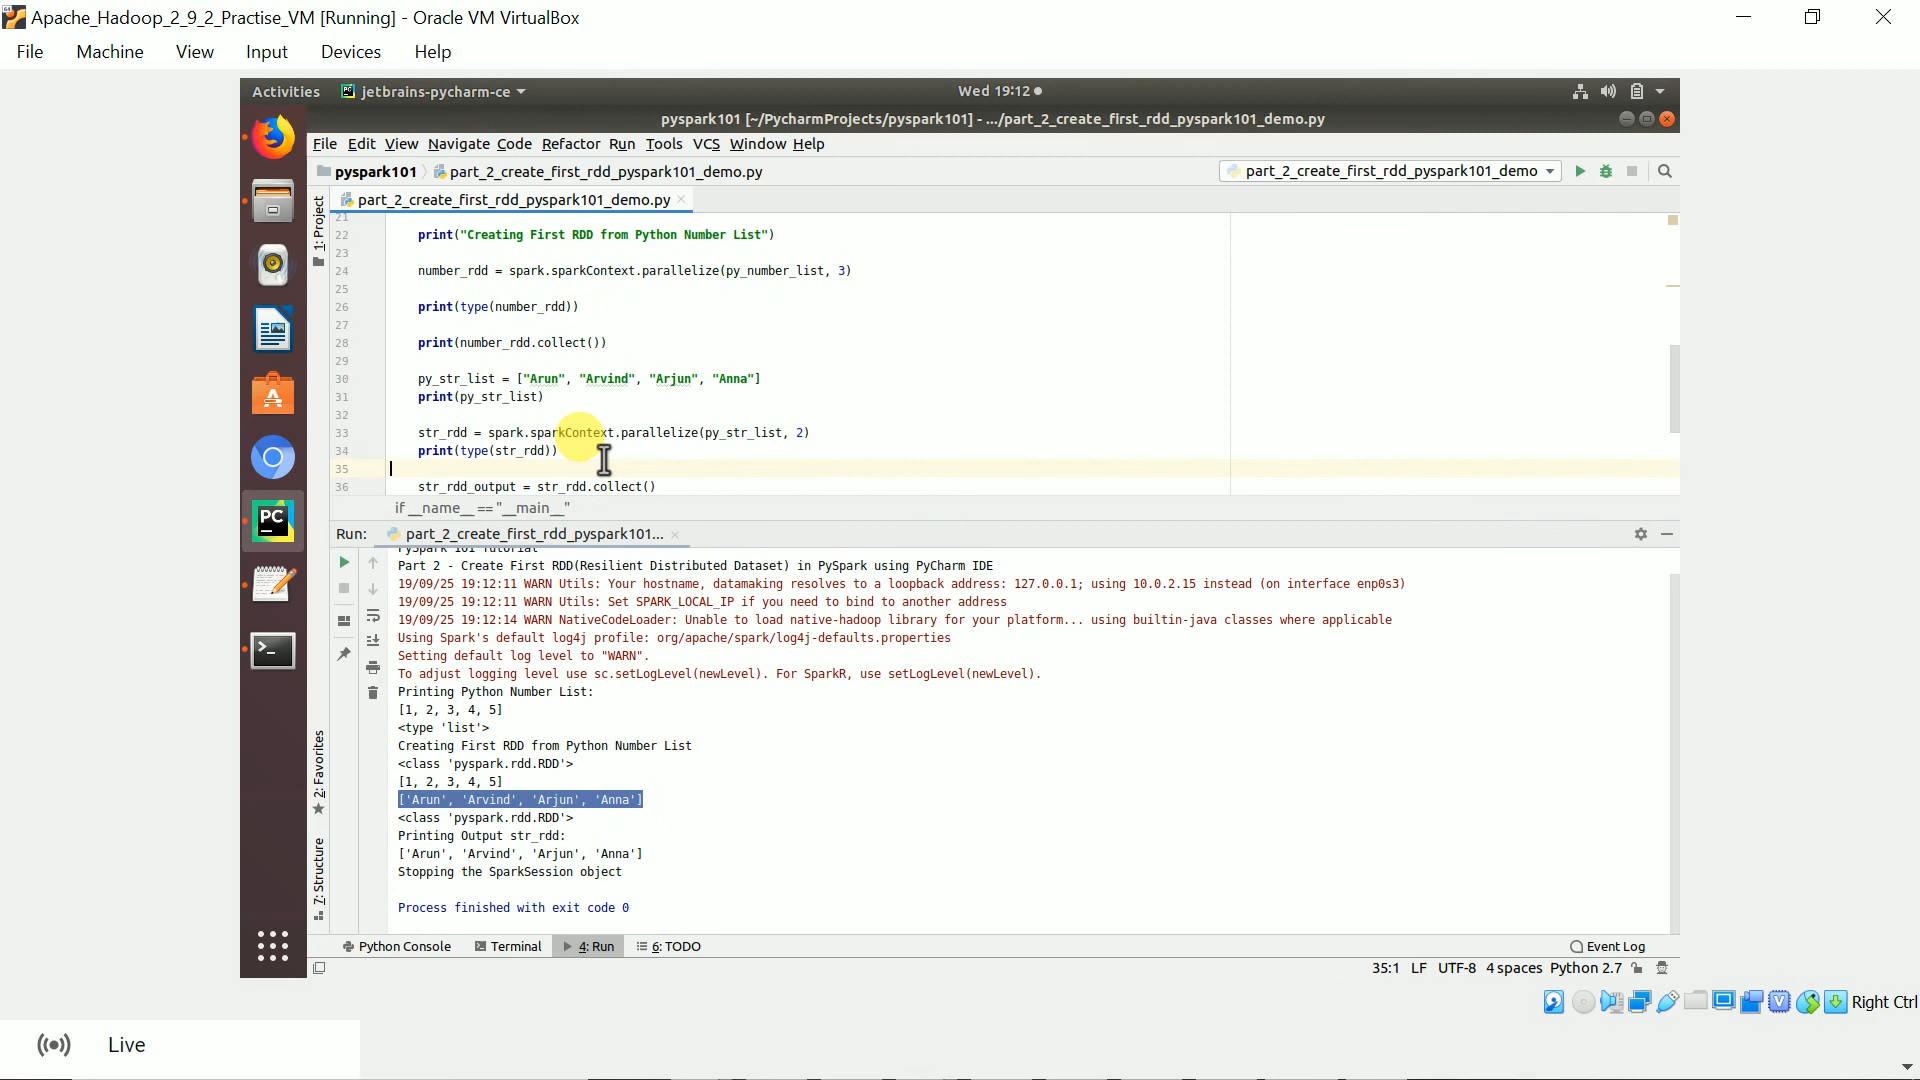 Apache_Hadoop_2_9_2_Practise_VM [Running] - Oracle VM VirtualBox
File Machine View Input Devices Help
Activities jetbrains-pycharm-ce Wed 19:12
pyspark101 [~/PycharmProjects/pyspark101] - .../part_2_create_first_rdd_pyspark101_demo.py
File Edit View Navigate Code Refactor Run Tools VCS Window Help
pyspark101 part_2_create_first_rdd_pyspark101_demo.py part_2_create_first_rdd_pyspark101_demo
part_2_create_first_rdd_pyspark101_demo.py
1: Project
21
22 print("Creating First RDD from Python Number List")
23
24 number_rdd = spark.sparkContext.parallelize(py_number_list, 3)
25
26 print(type(number_rdd))
27
28 print(number_rdd.collect())
29
30 py_str_list = ["Arun", "Arvind", "Arjun", "Anna"]
31 print(py_str_list)
32
33 str_rdd = spark.sparkContext.parallelize(py_str_list, 2)
34 print(type(str_rdd))
35
36 str_rdd_output = str_rdd.collect()
if __name__ == "__main__"
Run: part_2_create_first_rdd_pyspark101...
PySpark 101 Tutorial
Part 2 - Create First RDD(Resilient Distributed Dataset) in PySpark using PyCharm IDE
19/09/25 19:12:11 WARN Utils: Your hostname, datamaking resolves to a loopback address: 127.0.0.1; using 10.0.2.15 instead (on interface enp0s3)
19/09/25 19:12:11 WARN Utils: Set SPARK_LOCAL_IP if you need to bind to another address
19/09/25 19:12:14 WARN NativeCodeLoader: Unable to load native-hadoop library for your platform... using builtin-java classes where applicable
Using Spark's default log4j profile: org/apache/spark/log4j-defaults.properties
Setting default log level to "WARN".
To adjust logging level use sc.setLogLevel(newLevel). For SparkR, use setLogLevel(newLevel).
Printing Python Number List:
[1, 2, 3, 4, 5]
<type 'list'>
Creating First RDD from Python Number List
<class 'pyspark.rdd.RDD'>
[1, 2, 3, 4, 5]
['Arun', 'Arvind', 'Arjun', 'Anna']
<class 'pyspark.rdd.RDD'>
Printing Output str_rdd:
['Arun', 'Arvind', 'Arjun', 'Anna']
Stopping the SparkSession object
Process finished with exit code 0
2: Favorites
7: Structure
Python Console Terminal 4: Run 6: TODO Event Log
35:1 LF UTF-8 4 spaces Python 2.7
Right Ctrl
Live